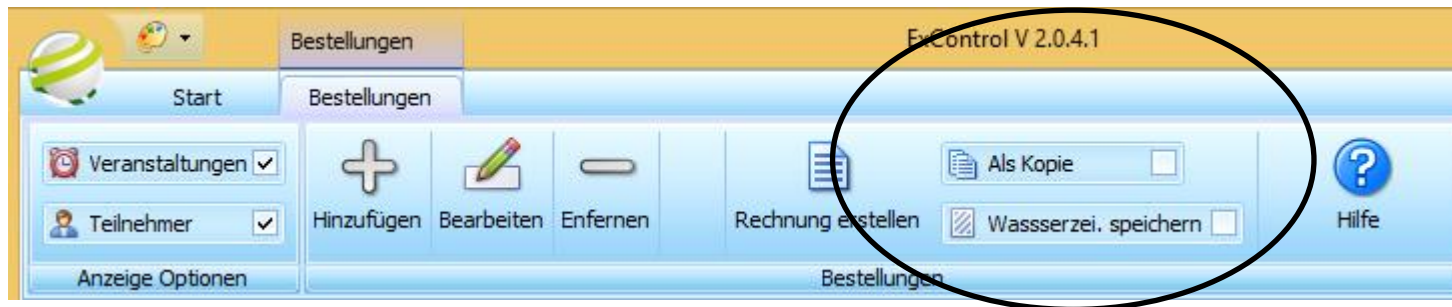 Bestellungen
ExControl V 2.0.4.1
Start
Bestellungen
Veranstaltungen
Teilnehmer
Anzeige Optionen
Hinzufügen
Bearbeiten
Enfernen
Rechnung erstellen
Als Kopie
Wassserzei. speichern
Bestellungen
Hilfe